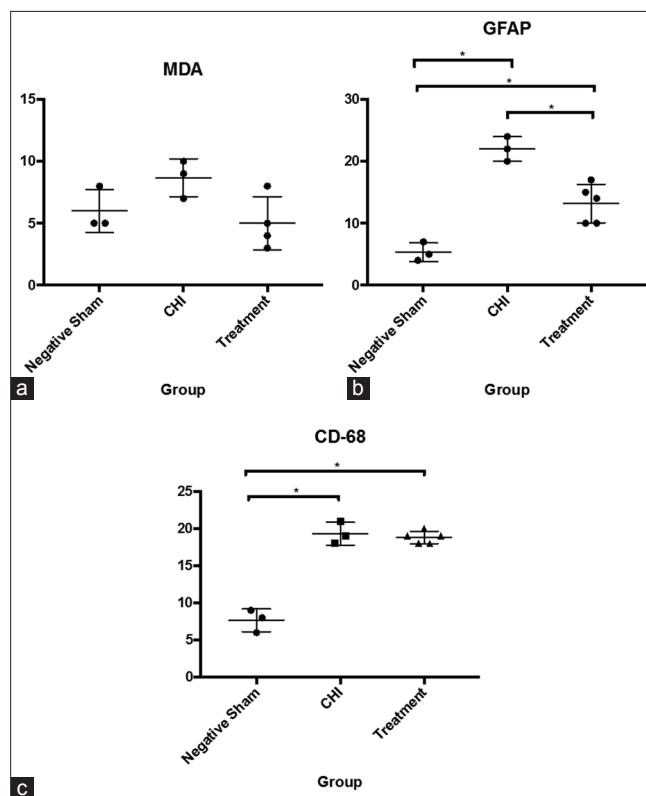 MDA
15
10
5
0
Negative Sham
CHI
Treatment
Group
a
GFAP
*
*
*
30
20
10
0
Negative Sham
CHI
Treatment
Group
b
CD-68
*
*
25
20
15
10
5
0
Negative Sham
CHI
Treatment
Group
c